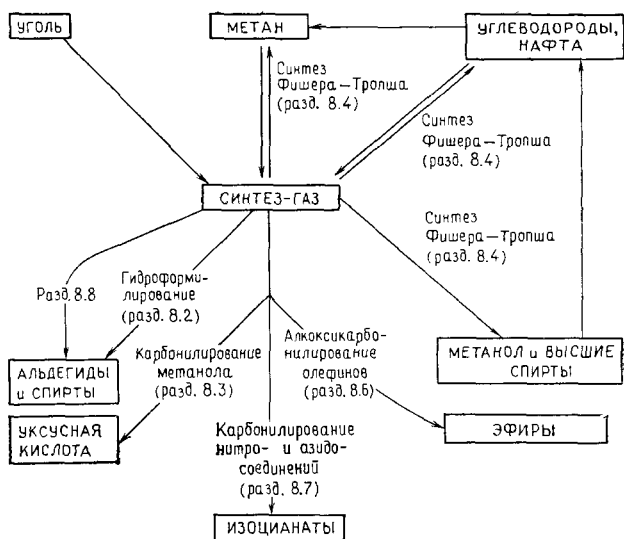 УГОЛЬ
МЕТАН
УГЛЕВОДОРОДЫ,
НАФТА
Синтез
Фишера—Тропша
(разд. 8.4)
Синтез
Фишера—Тропша
(разд. 8.4)
СИНТЕЗ-ГАЗ
Синтез
Фишера—Тропша
(разд. 8.4)
Разд. 8.8
Гидроформи-
лирование
(разд. 8.2)
Карбонилирование
метанола
(разд. 8.3)
Алкоксикарбо-
нилирование
олефинов
(разд. 8.6)
МЕТАНОЛ и ВЫСШИЕ
СПИРТЫ
АЛЬДЕГИДЫ
и СПИРТЫ
УКСУСНАЯ
КИСЛОТА
Карбонилирование
нитро- и азидо-
соединений
(разд. 8.7)
ЭФИРЫ
ИЗОЦИАНАТЫ